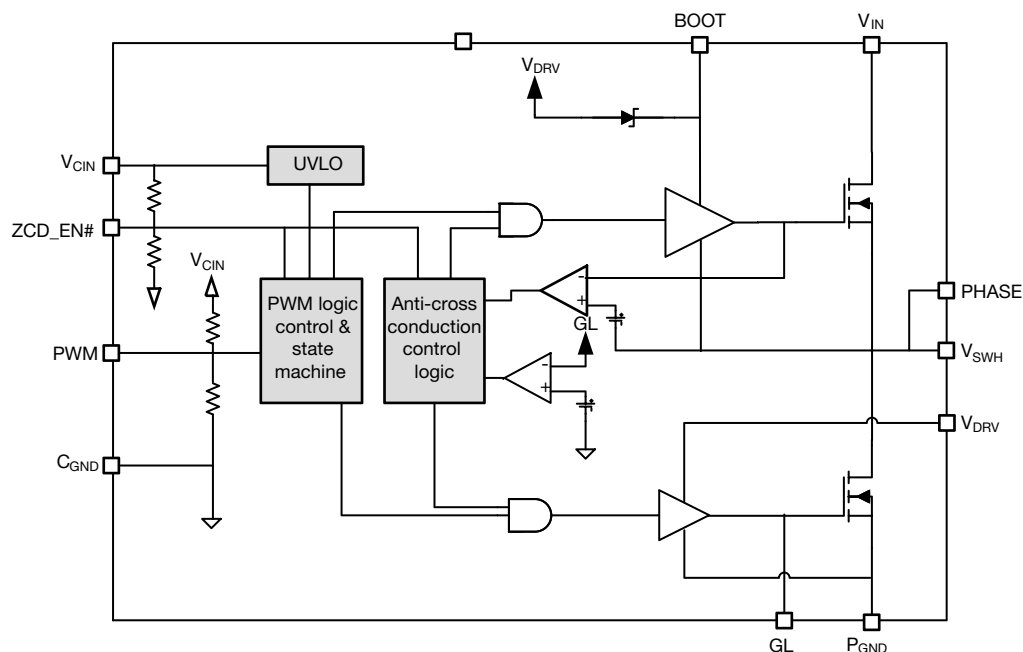 BOOT
VIN
VDRV
VCIN
UVLO
ZCD_EN#
VCIN
PWM logic
control &
state
machine
Anti-cross
conduction
control
logic
-
+
GL
PHASE
PWM
VSWH
-
+
VDRV
CGND
GL
PGND